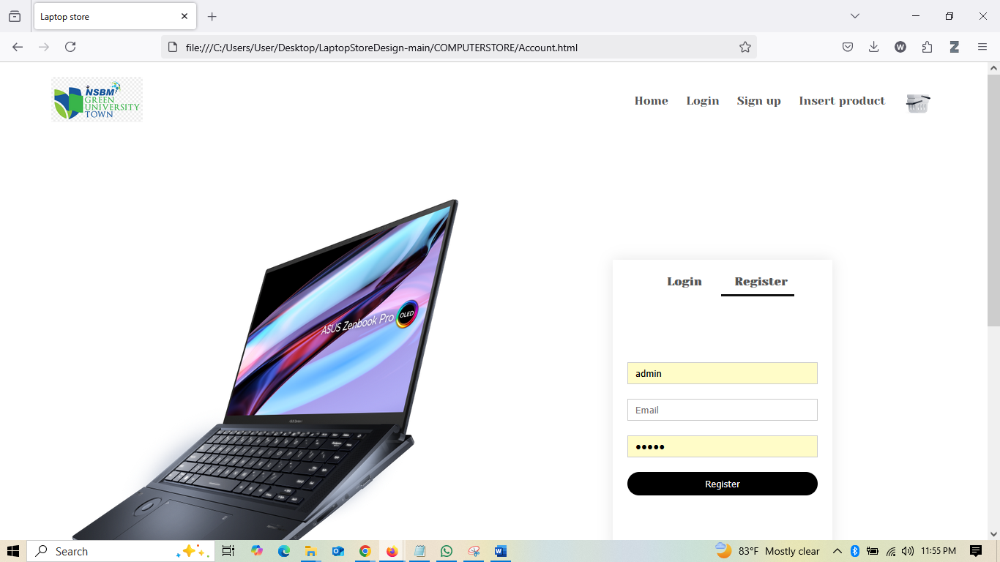 Laptop store
file:///C:/Users/User/Desktop/LaptopStoreDesign-main/COMPUTERSTORE/Account.html
NSBM
GREEN
UNIVERSITY
TOWN
Home Login Sign up Insert product
ASUS Zenbook Pro OLED
Login Register
admin
Email
●●●●●
Register
Search
83°F Mostly clear
11:55 PM